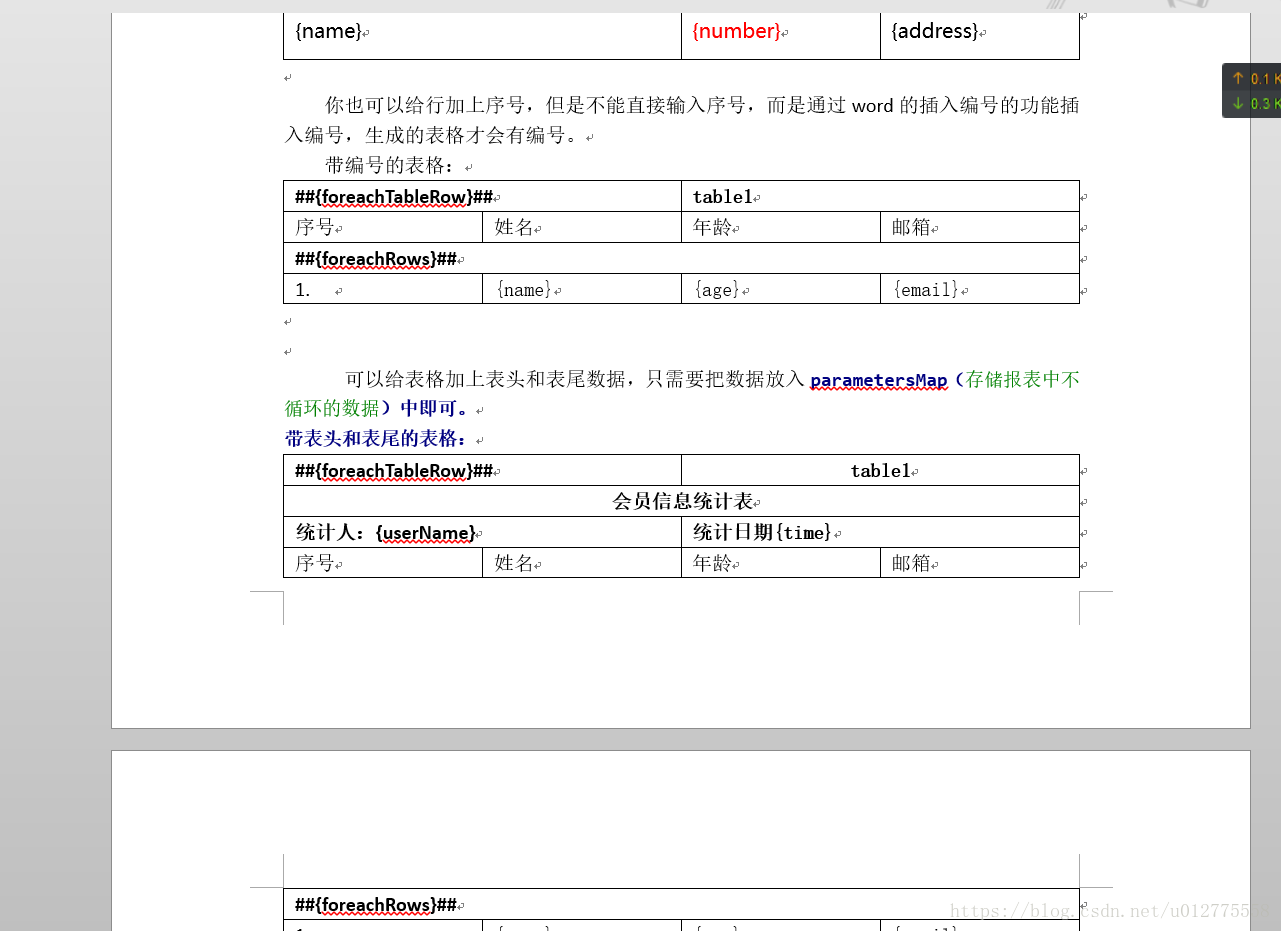 {name} {number} {address}
你也可以给行加上序号，但是不能直接输入序号，而是通过 word 的插入编号的功能插
入编号，生成的表格才会有编号。
带编号的表格：
##{foreachTableRow}## table1
序号 姓名 年龄 邮箱
##{foreachRows}##
1. {name} {age} {email}
可以给表格加上表头和表尾数据，只需要把数据放入 parametersMap（存储报表中不
循环的数据）中即可。
带表头和表尾的表格：
##{foreachTableRow}## table1
会员信息统计表
统计人：{userName} 统计日期{time}
序号 姓名 年龄 邮箱
##{foreachRows}##
↑ 0.1 K
↓ 0.3 K
https://blog.csdn.net/u012775558